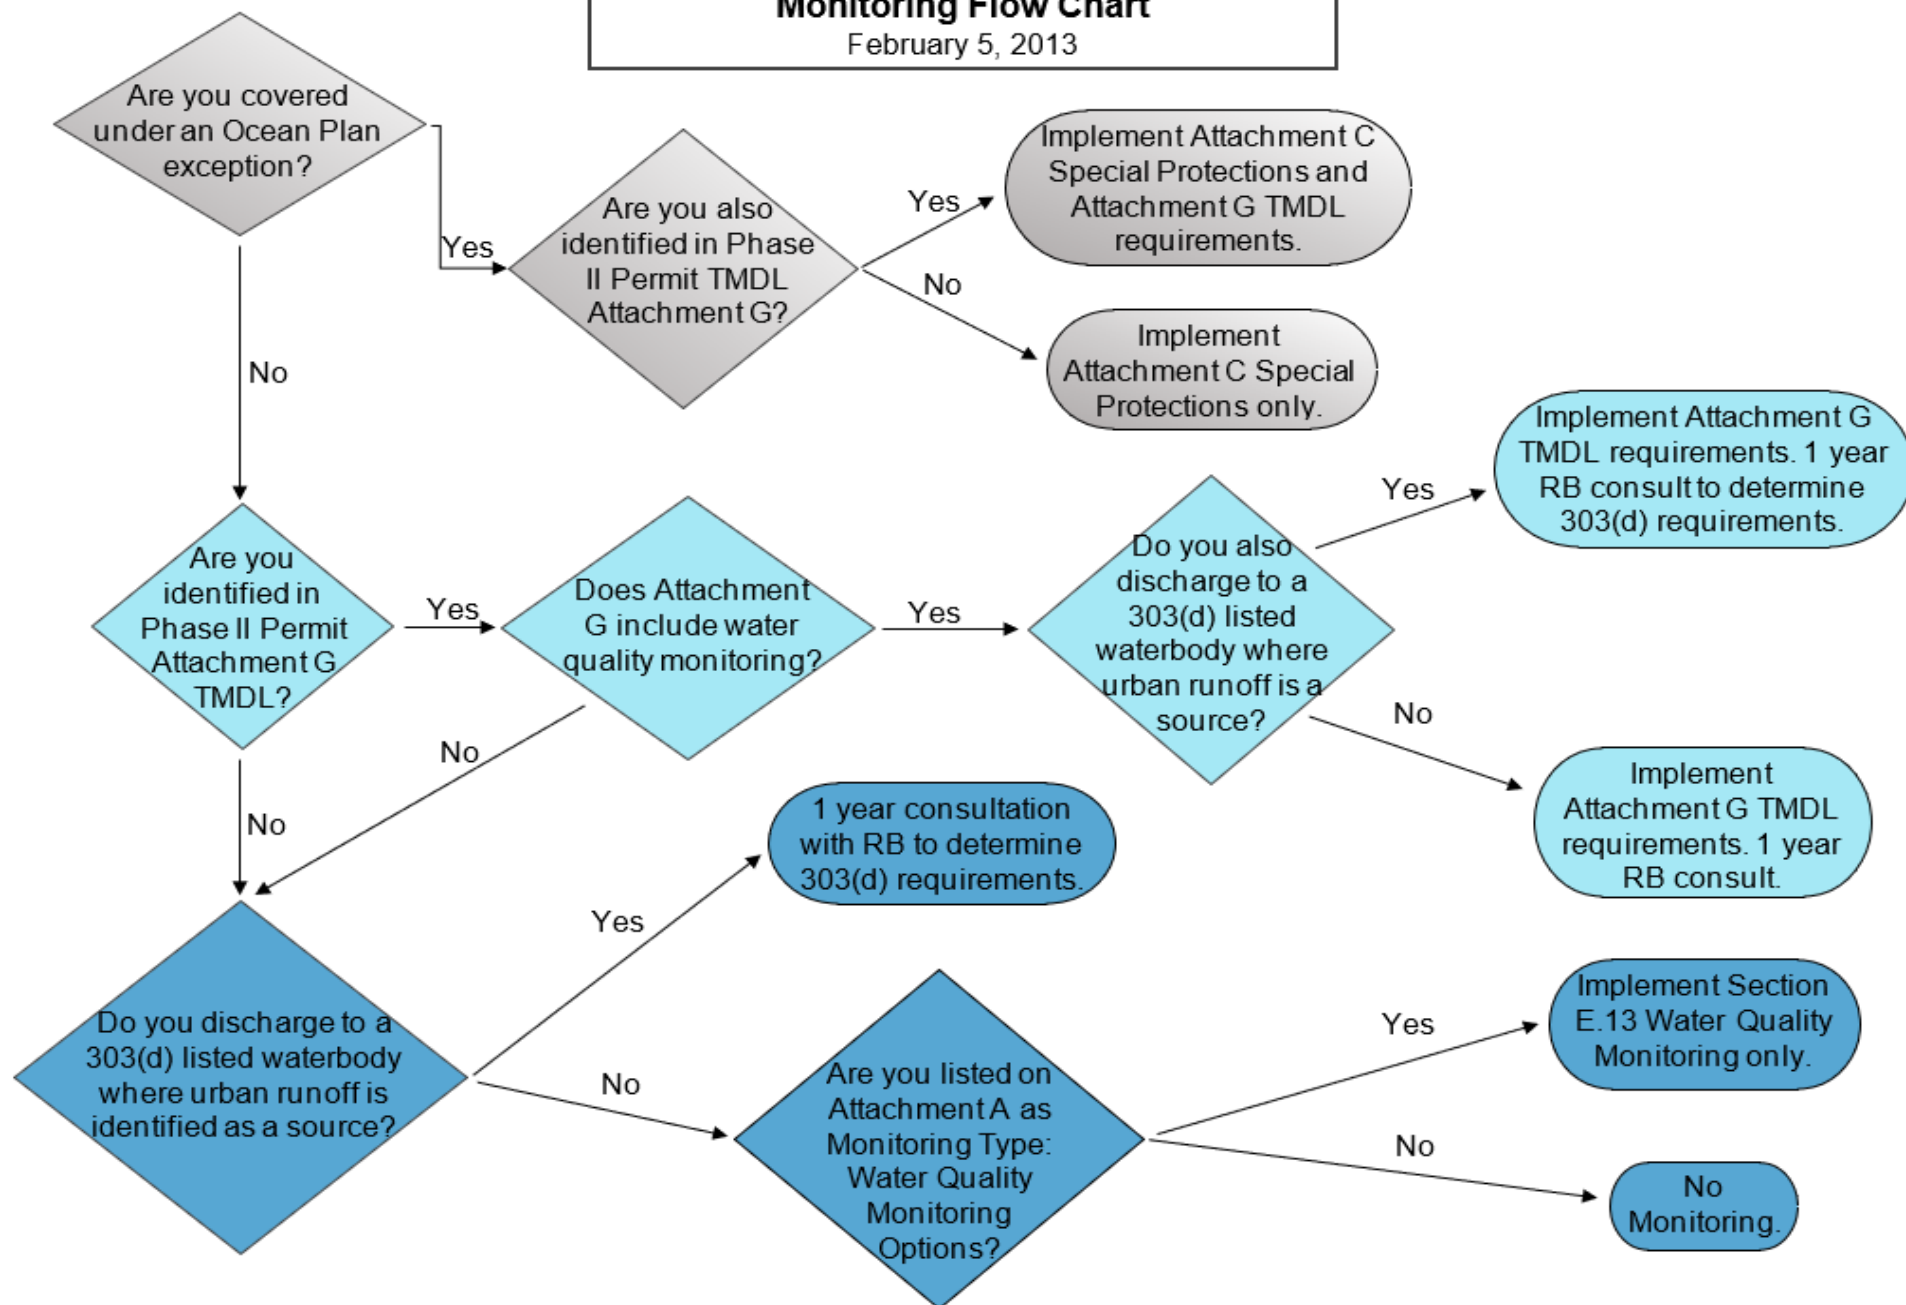 Monitoring Flow Chart
February 5, 2013
Are you covered
under an Ocean Plan
exception?
Yes
No
Are you also
identified in Phase
II Permit TMDL
Attachment G?
Yes
No
Implement Attachment C
Special Protections and
Attachment G TMDL
requirements.
Implement
Attachment C Special
Protections only.
Are you
identified in
Phase II Permit
Attachment G
TMDL?
Yes
No
Does Attachment
G include water
quality monitoring?
Yes
No
Do you also
discharge to a
303(d) listed
waterbody where
urban runoff is a
source?
Yes
No
Implement Attachment G
TMDL requirements. 1 year
RB consult to determine
303(d) requirements.
Implement
Attachment G TMDL
requirements. 1 year
RB consult.
Do you discharge to a
303(d) listed waterbody
where urban runoff is
identified as a source?
Yes
No
1 year consultation
with RB to determine
303(d) requirements.
Are you listed on
Attachment A as
Monitoring Type:
Water Quality
Monitoring
Options?
Yes
No
Implement Section
E.13 Water Quality
Monitoring only.
No
Monitoring.